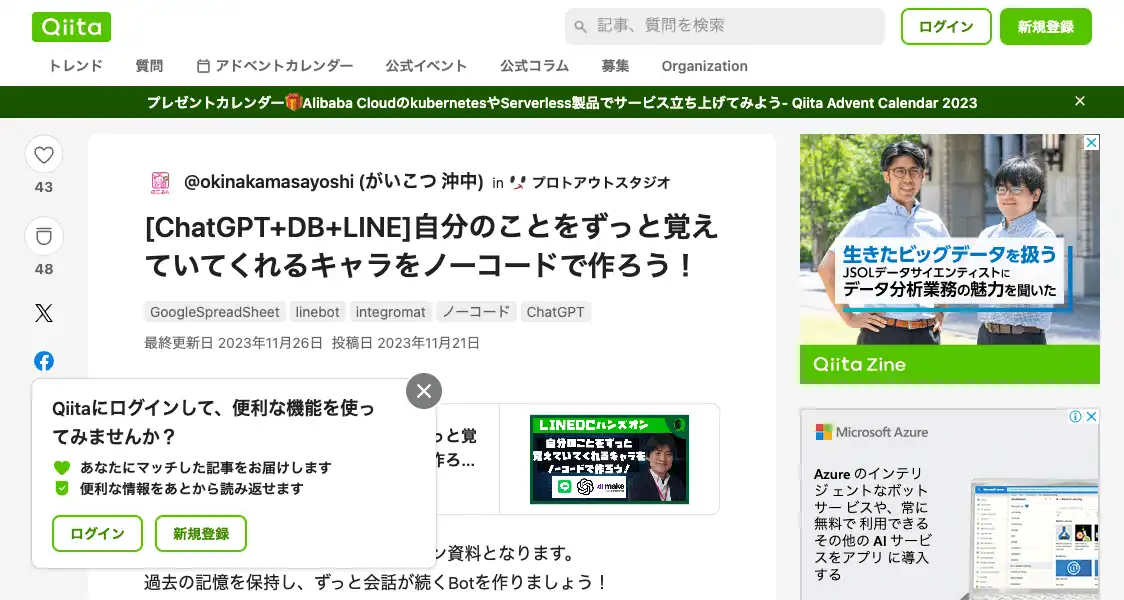 Qiita
記事、質問を検索
ログイン
新規登録
トレンド 質問 アドベントカレンダー 公式イベント 公式コラム 募集 Organization
プレゼントカレンダー🎁Alibaba CloudのkubernetesやServerless製品でサービス立ち上げてみよう- Qiita Advent Calendar 2023
43
48
@okinakamasayoshi (がいこつ 沖中) in プロトアウトスタジオ
[ChatGPT+DB+LINE]自分のことをずっと覚え
ていてくれるキャラをノーコードで作ろう！
GoogleSpreadSheet linebot integromat ノーコード ChatGPT
最終更新日 2023年11月26日 投稿日 2023年11月21日
っと覚
作ろ...
LINEDCハンズオン
自分のことをずっと
覚えていてくれるキャラを
ノーコードで作ろう！
make
ン資料となります。
過去の記憶を保持し、ずっと会話が続くBotを作りましょう！
Qiitaにログインして、便利な機能を使っ
てみませんか？
あなたにマッチした記事をお届けします
便利な情報をあとから読み返せます
ログイン
新規登録
生きたビッグデータを扱う
JSOLデータサイエンティストに
データ分析業務の魅力を聞いた
Qiita Zine
Microsoft Azure
Azure のインテリ
ジェントなボット
サービスや、常に
無料で 利用できる
その他の AI サービ
スをアプリ に導入
する